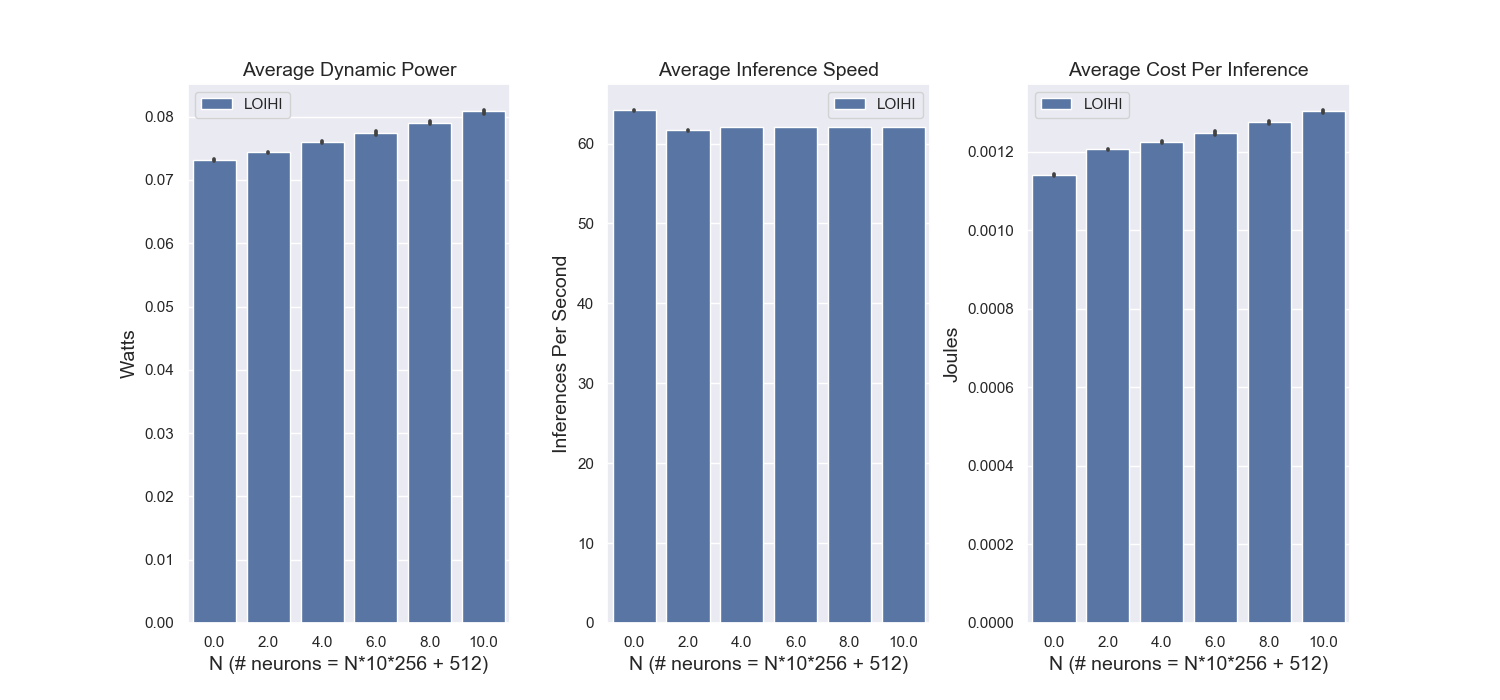 Average Dynamic Power
LOIHI
0.08
0.07
0.06
0.05
0.04
0.03
0.02
0.01
0.00
Watts
0.0 2.0 4.0 6.0 8.0 10.0
N (# neurons = N*10*256 + 512)
Average Inference Speed
LOIHI
60
50
40
30
20
10
0
Inferences Per Second
0.0 2.0 4.0 6.0 8.0 10.0
N (# neurons = N*10*256 + 512)
Average Cost Per Inference
LOIHI
0.0012
0.0010
0.0008
0.0006
0.0004
0.0002
0.0000
Joules
0.0 2.0 4.0 6.0 8.0 10.0
N (# neurons = N*10*256 + 512)